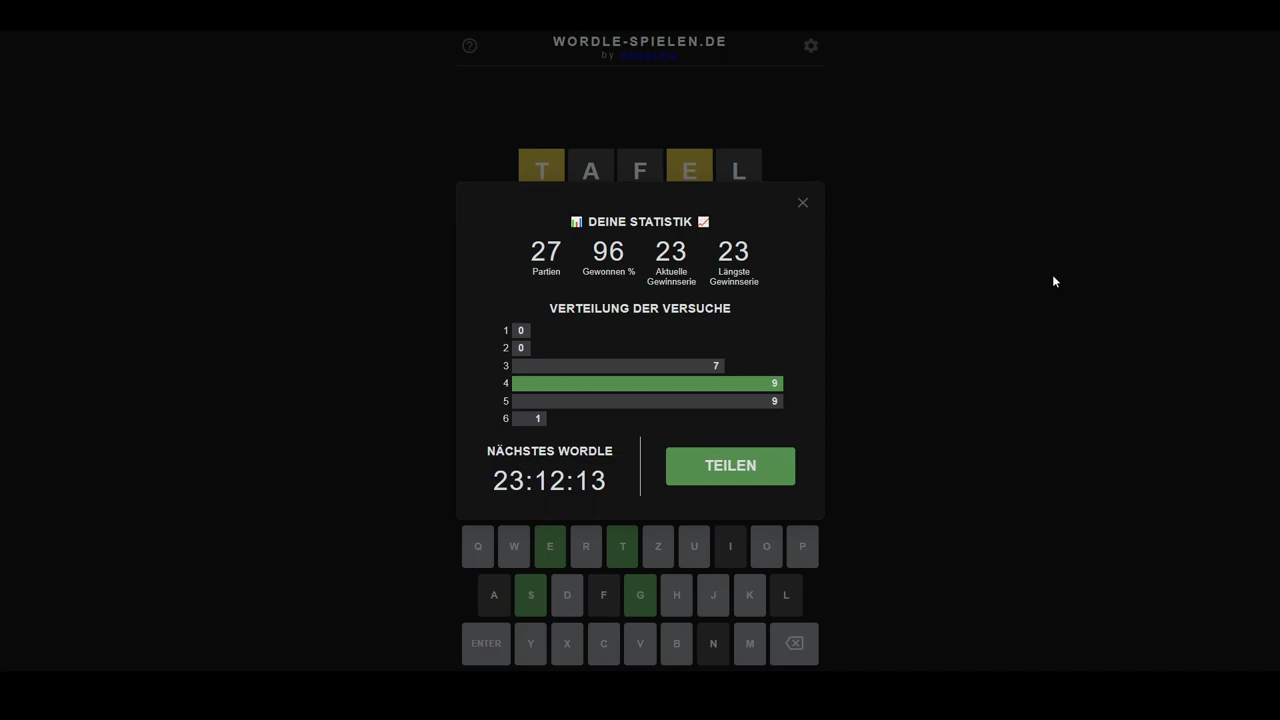 WORDLE-SPIELEN.DE
by
T A F E L
DEINE STATISTIK
27 96 23 23
Partien Gewonnen % Aktuelle Gewinnserie Längste Gewinnserie
VERTEILUNG DER VERSUCHE
1 0
2 0
3 7
4 9
5 9
6 1
NÄCHSTES WORDLE
23:12:13
TEILEN
Q W E R T Z U I O P
A S D F G H J K L
ENTER Y X C V B N M